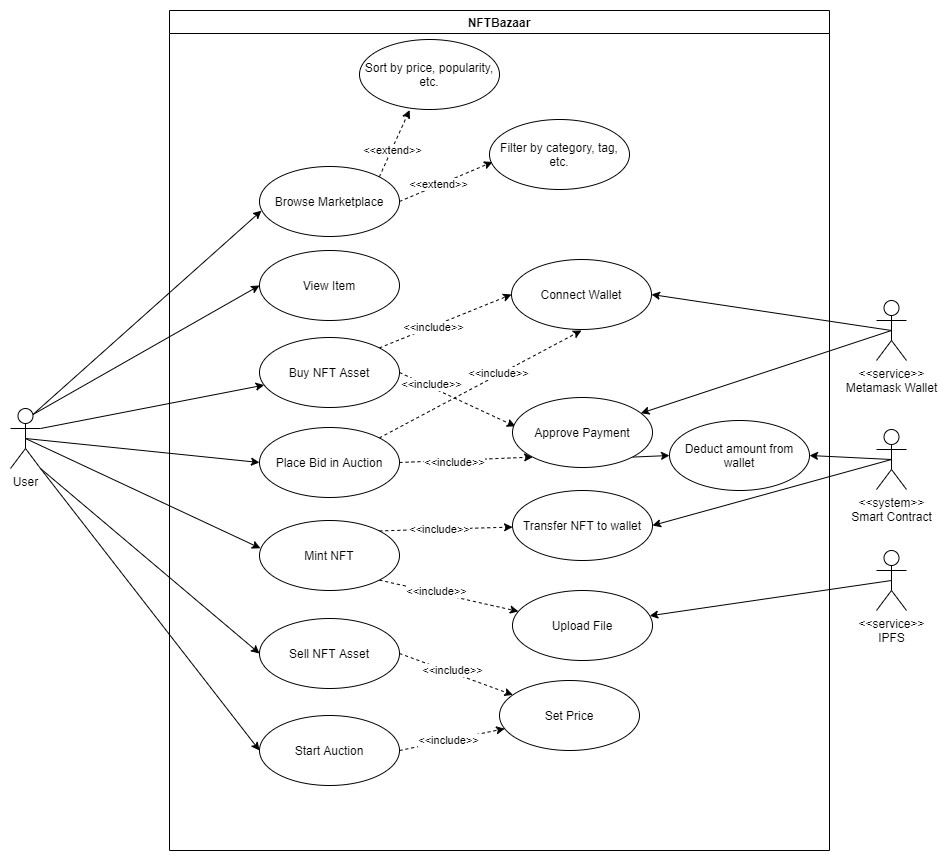 NFTBazaar
Sort by price, popularity,
etc.
<<extend>>
Filter by category, tag,
etc.
<<extend>>
Browse Marketplace
View Item
Connect Wallet
<<include>>
Buy NFT Asset
<<include>>
<<include>>
<<service>>
Metamask Wallet
Approve Payment
Place Bid in Auction
<<include>>
Deduct amount from
wallet
User
<<system>>
Smart Contract
Mint NFT
<<include>>
Transfer NFT to wallet
<<include>>
Upload File
<<service>>
IPFS
Sell NFT Asset
<<include>>
Set Price
Start Auction
<<include>>